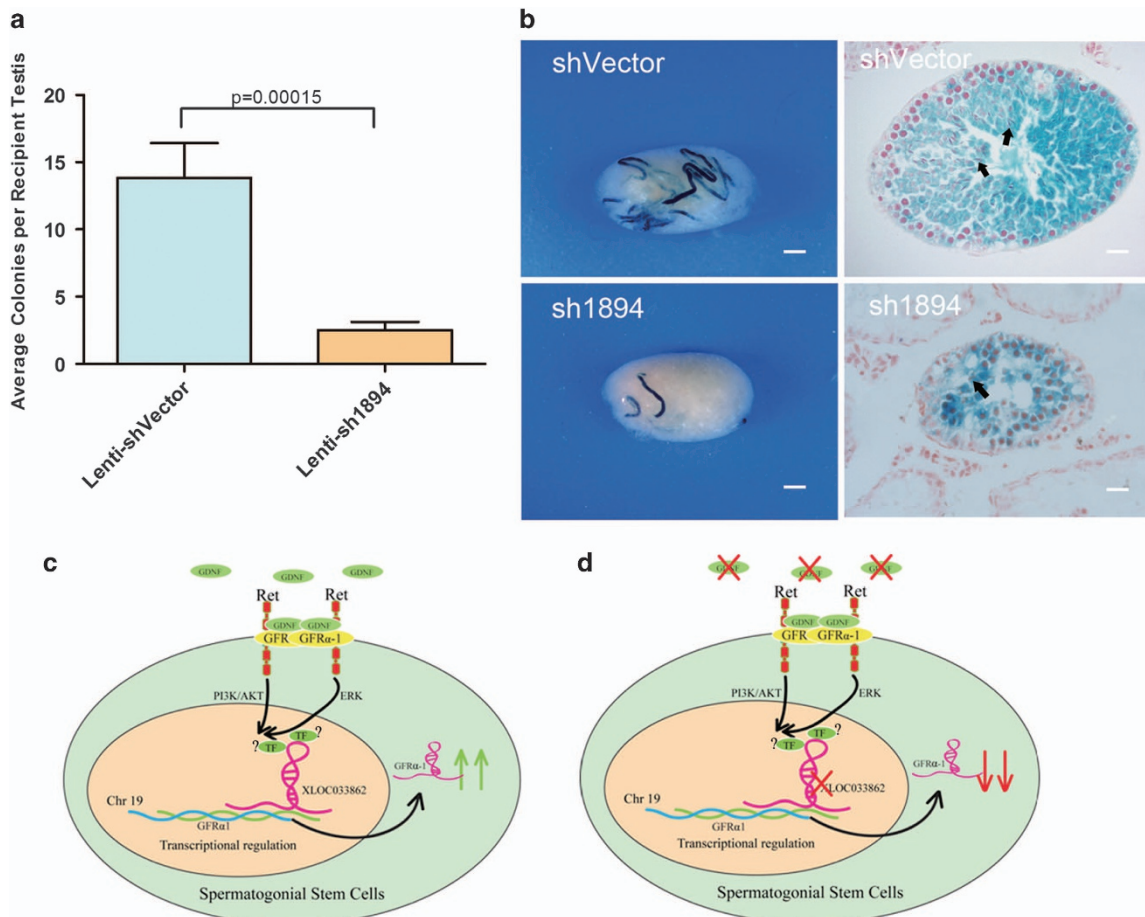 a
Average Colonies per Recipient Testis
20
15
10
5
0
p=0.00015
Lenti-shVector
Lenti-sh1894
b
shVector
shVector
sh1894
sh1894
c
GDNF
GDNF
GDNF
Ret
Ret
GDNF
GDNF
GFR
GFRα-1
PI3K/AKT
ERK
?
TF
TF
?
XLOC033862
GFRα-1
Chr 19
GFRα1
Transcriptional regulation
Spermatogonial Stem Cells
d
GDNF
GDNF
GDNF
Ret
Ret
GDNF
GDNF
GFR
GFRα-1
PI3K/AKT
ERK
?
TF
TF
?
XLOC033862
GFRα-1
Chr 19
GFRα1
Transcriptional regulation
Spermatogonial Stem Cells